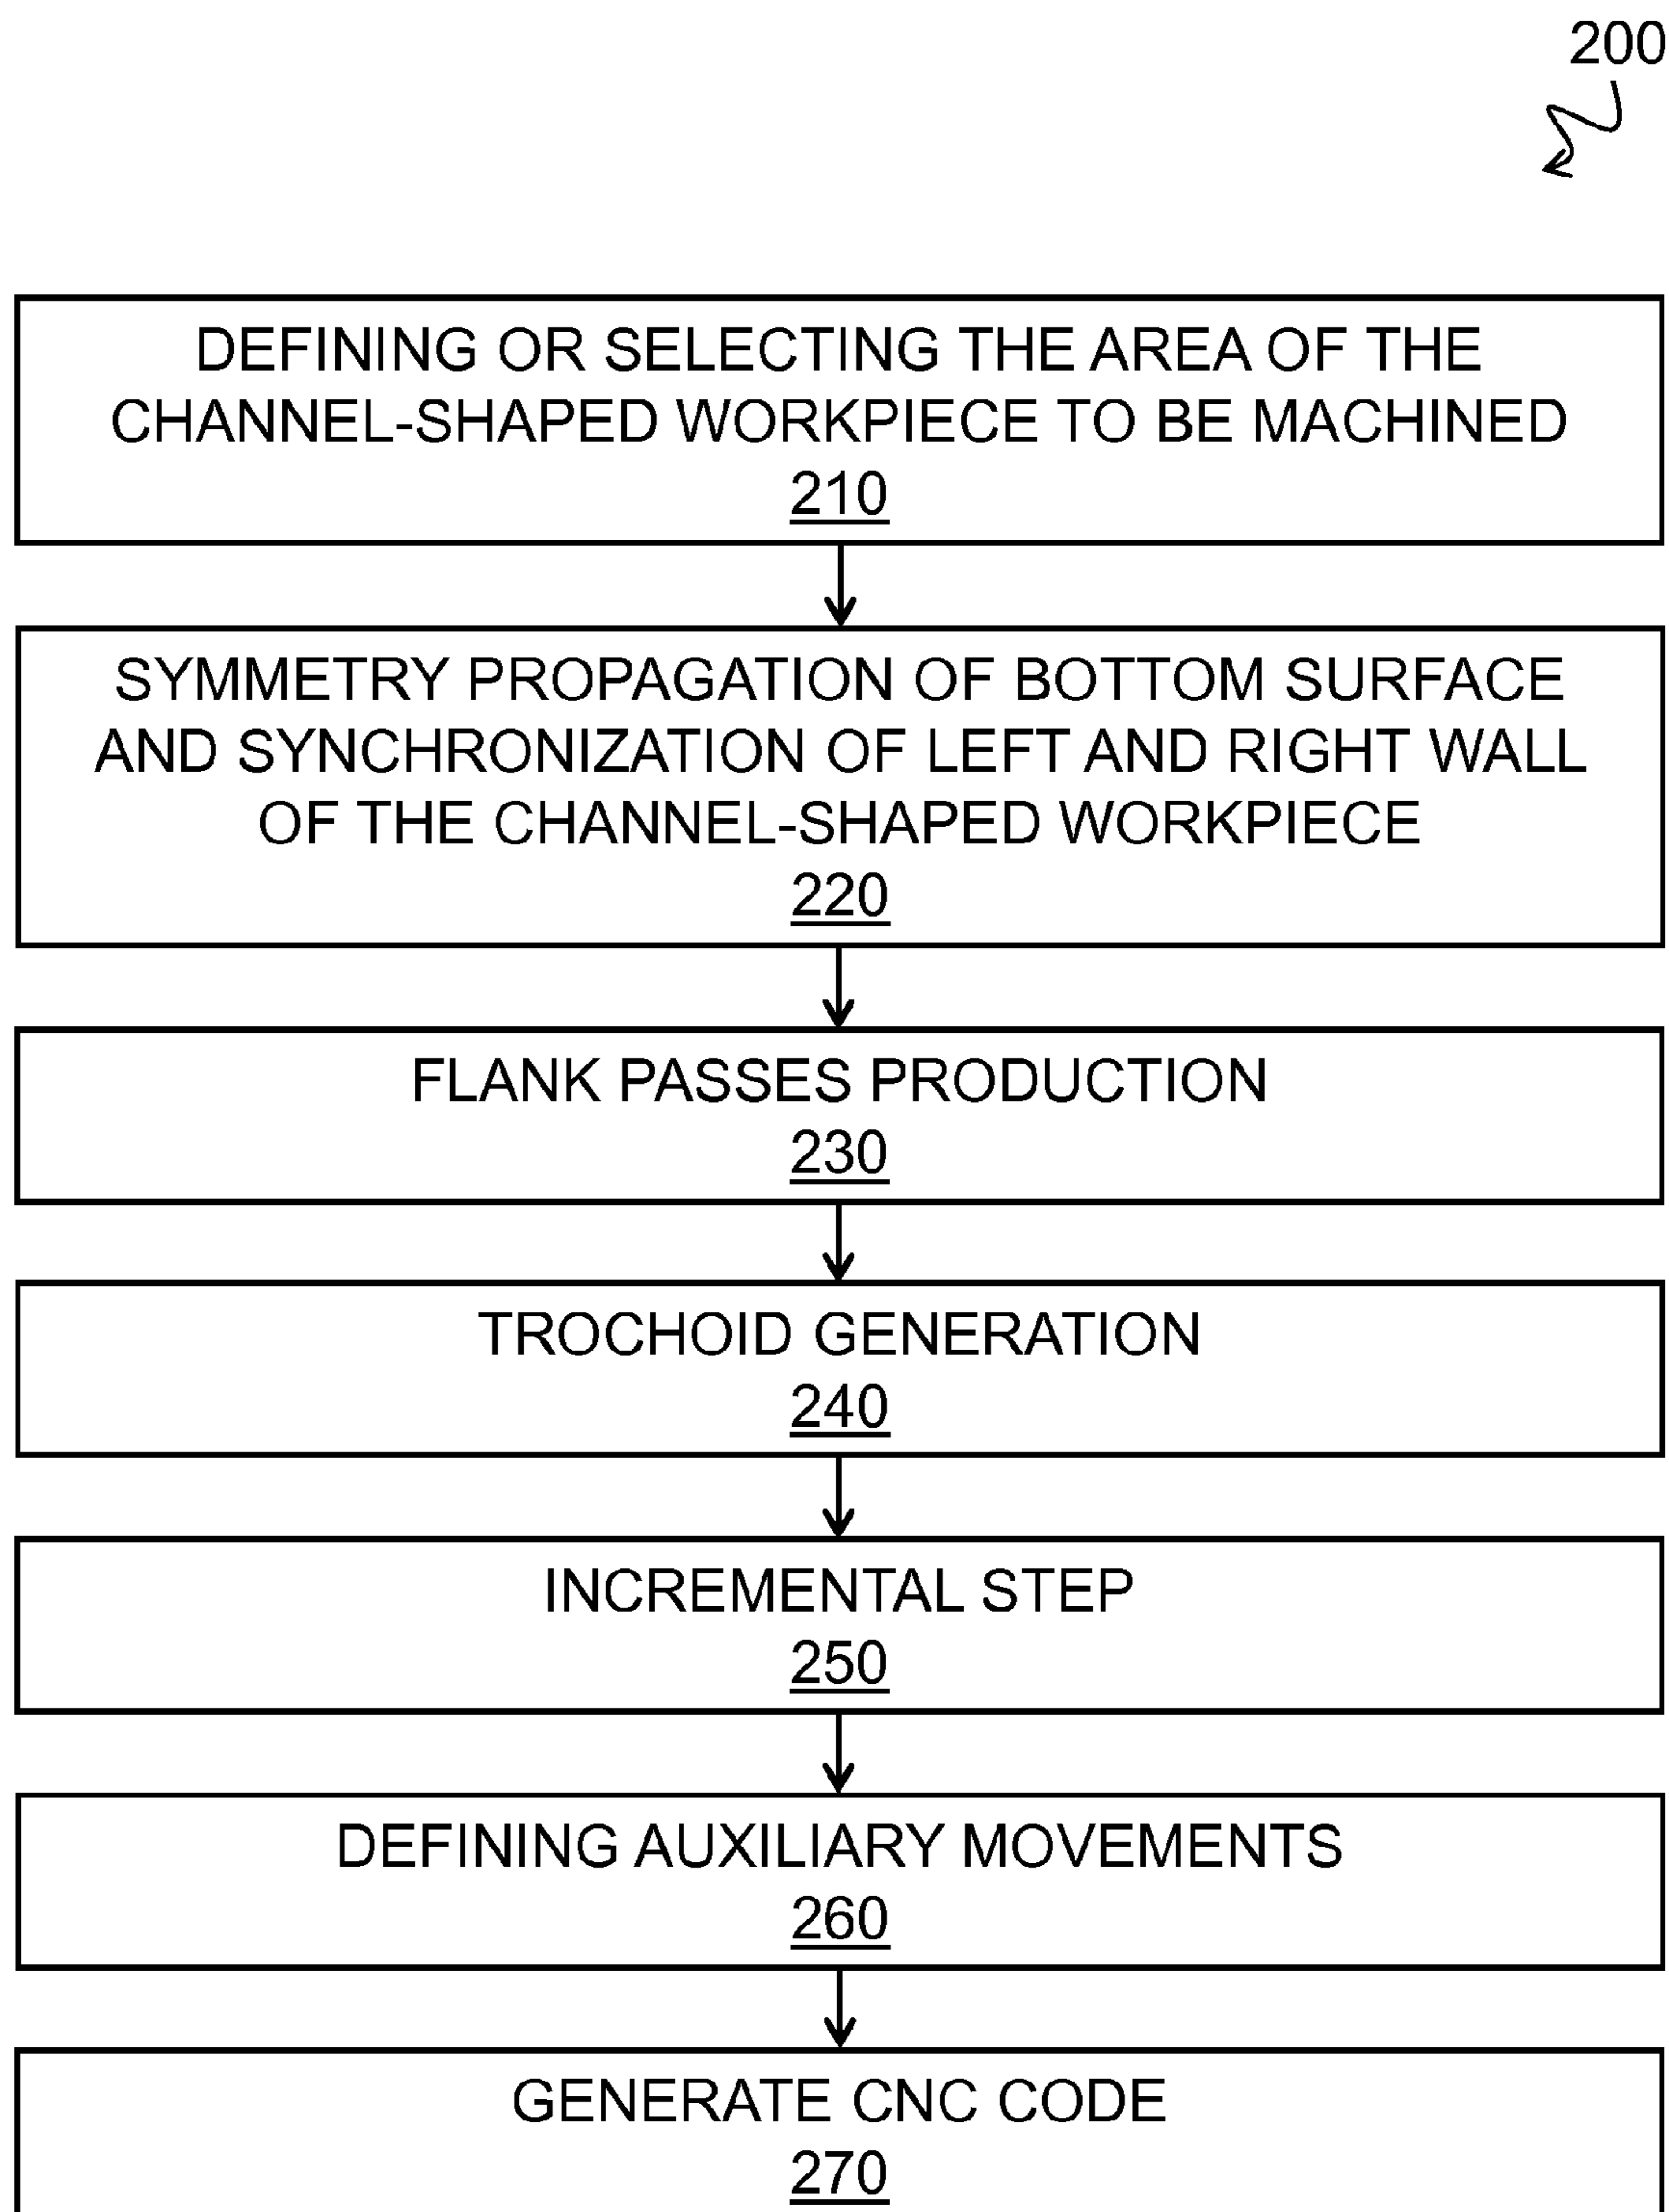 200
DEFINING OR SELECTING THE AREA OF THE
CHANNEL-SHAPED WORKPIECE TO BE MACHINED
210
SYMMETRY PROPAGATION OF BOTTOM SURFACE
AND SYNCHRONIZATION OF LEFT AND RIGHT WALL
OF THE CHANNEL-SHAPED WORKPIECE
220
FLANK PASSES PRODUCTION
230
TROCHOID GENERATION
240
INCREMENTAL STEP
250
DEFINING AUXILIARY MOVEMENTS
260
GENERATE CNC CODE
270